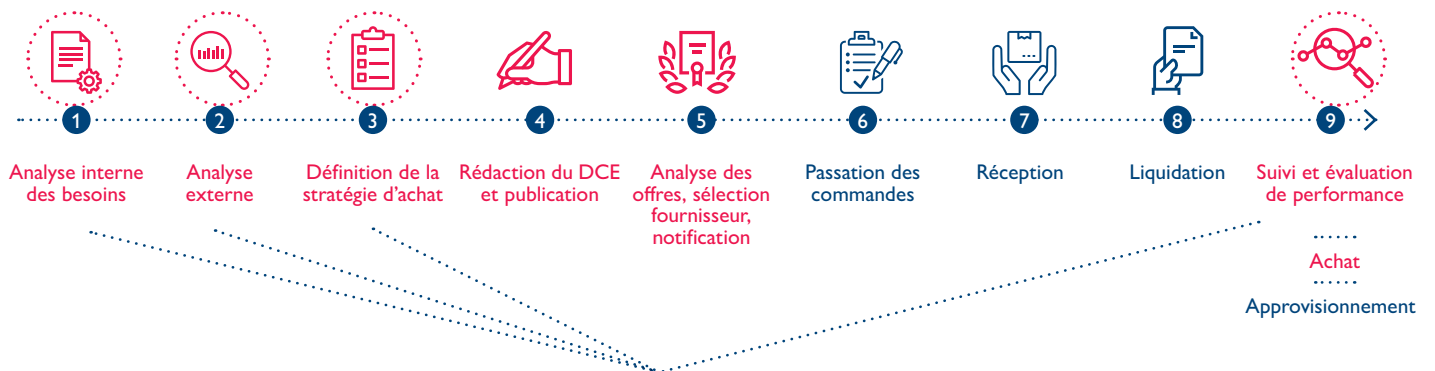 1
2
3
4
5
6
7
8
9
Analyse interne
des besoins
Analyse
externe
Définition de la
stratégie d'achat
Rédaction du DCE
et publication
Analyse des
offres, sélection
fournisseur,
notification
Passation des
commandes
Réception
Liquidation
Suivi et évaluation
de performance
Achat
Approvisionnement